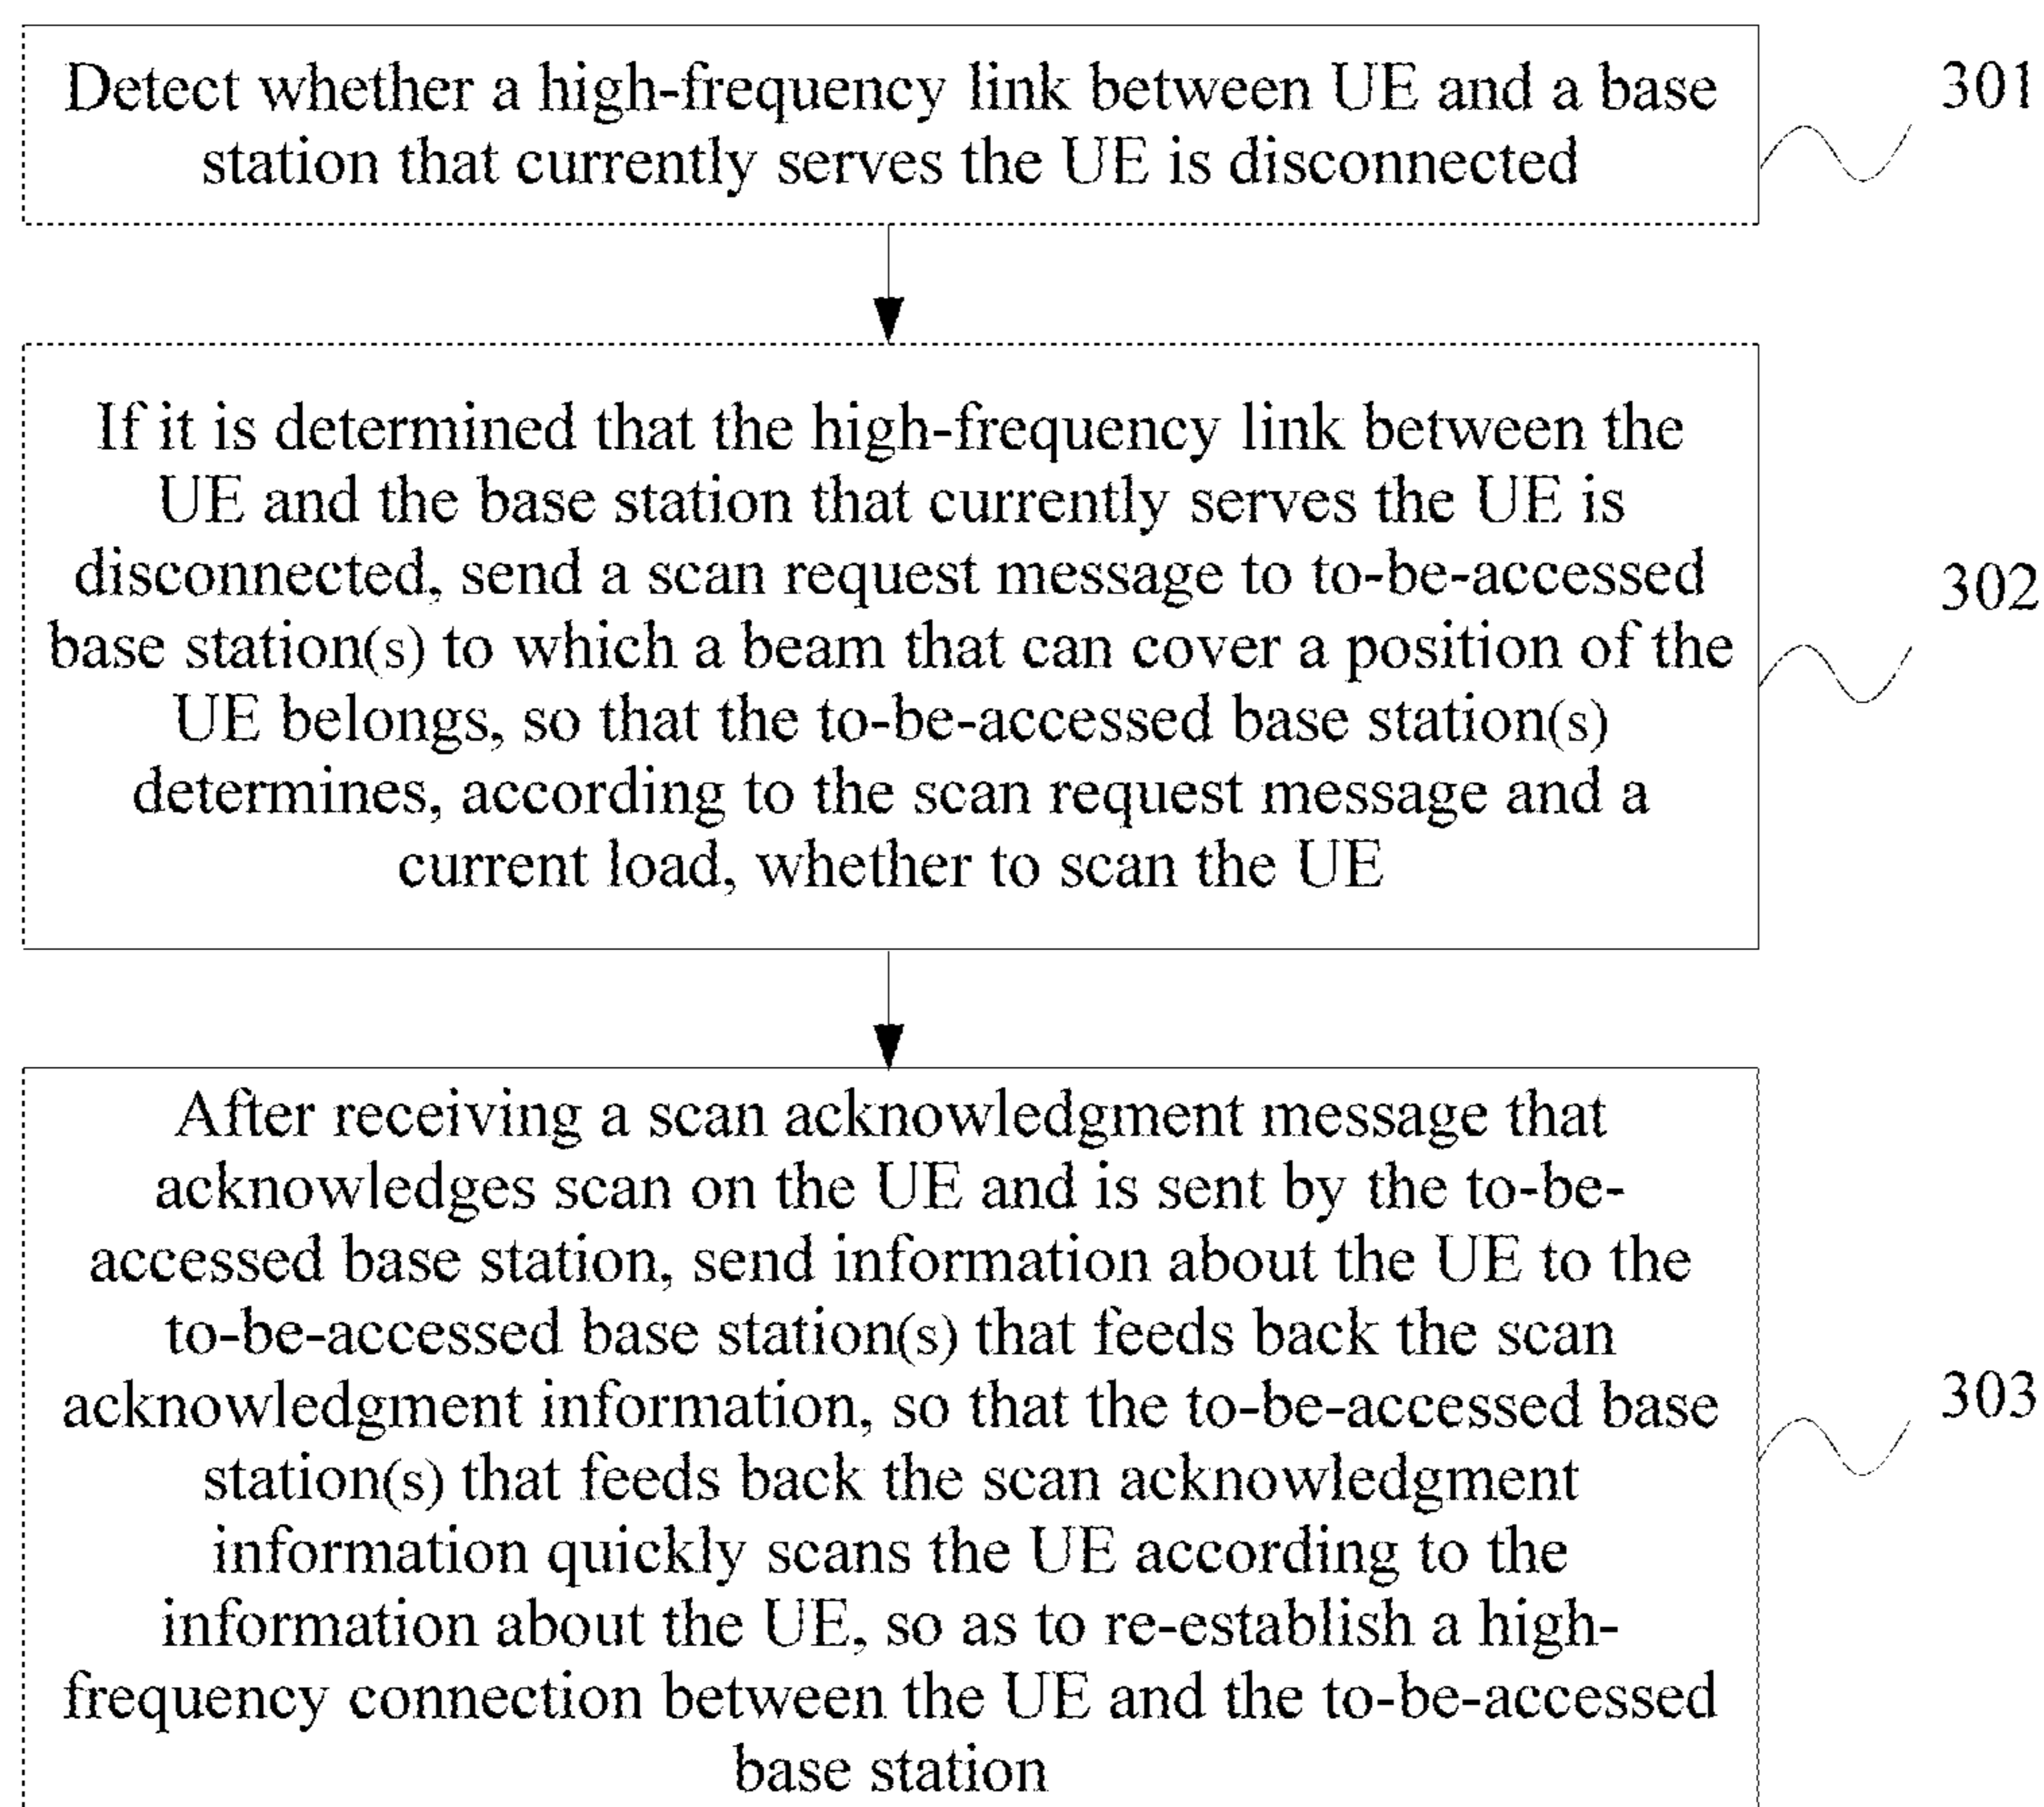 Detect whether a high-frequency link between UE and a base
station that currently serves the UE is disconnected
301
If it is determined that the high-frequency link between the
UE and the base station that currently serves the UE is
disconnected, send a scan request message to to-be-accessed
base station(s) to which a beam that can cover a position of the
UE belongs, so that the to-be-accessed base station(s)
determines, according to the scan request message and a
current load, whether to scan the UE
302
After receiving a scan acknowledgment message that
acknowledges scan on the UE and is sent by the to-be-
accessed base station, send information about the UE to the
to-be-accessed base station(s) that feeds back the scan
acknowledgment information, so that the to-be-accessed base
station(s) that feeds back the scan acknowledgment
information quickly scans the UE according to the
information about the UE, so as to re-establish a high-
frequency connection between the UE and the to-be-accessed
base station
303